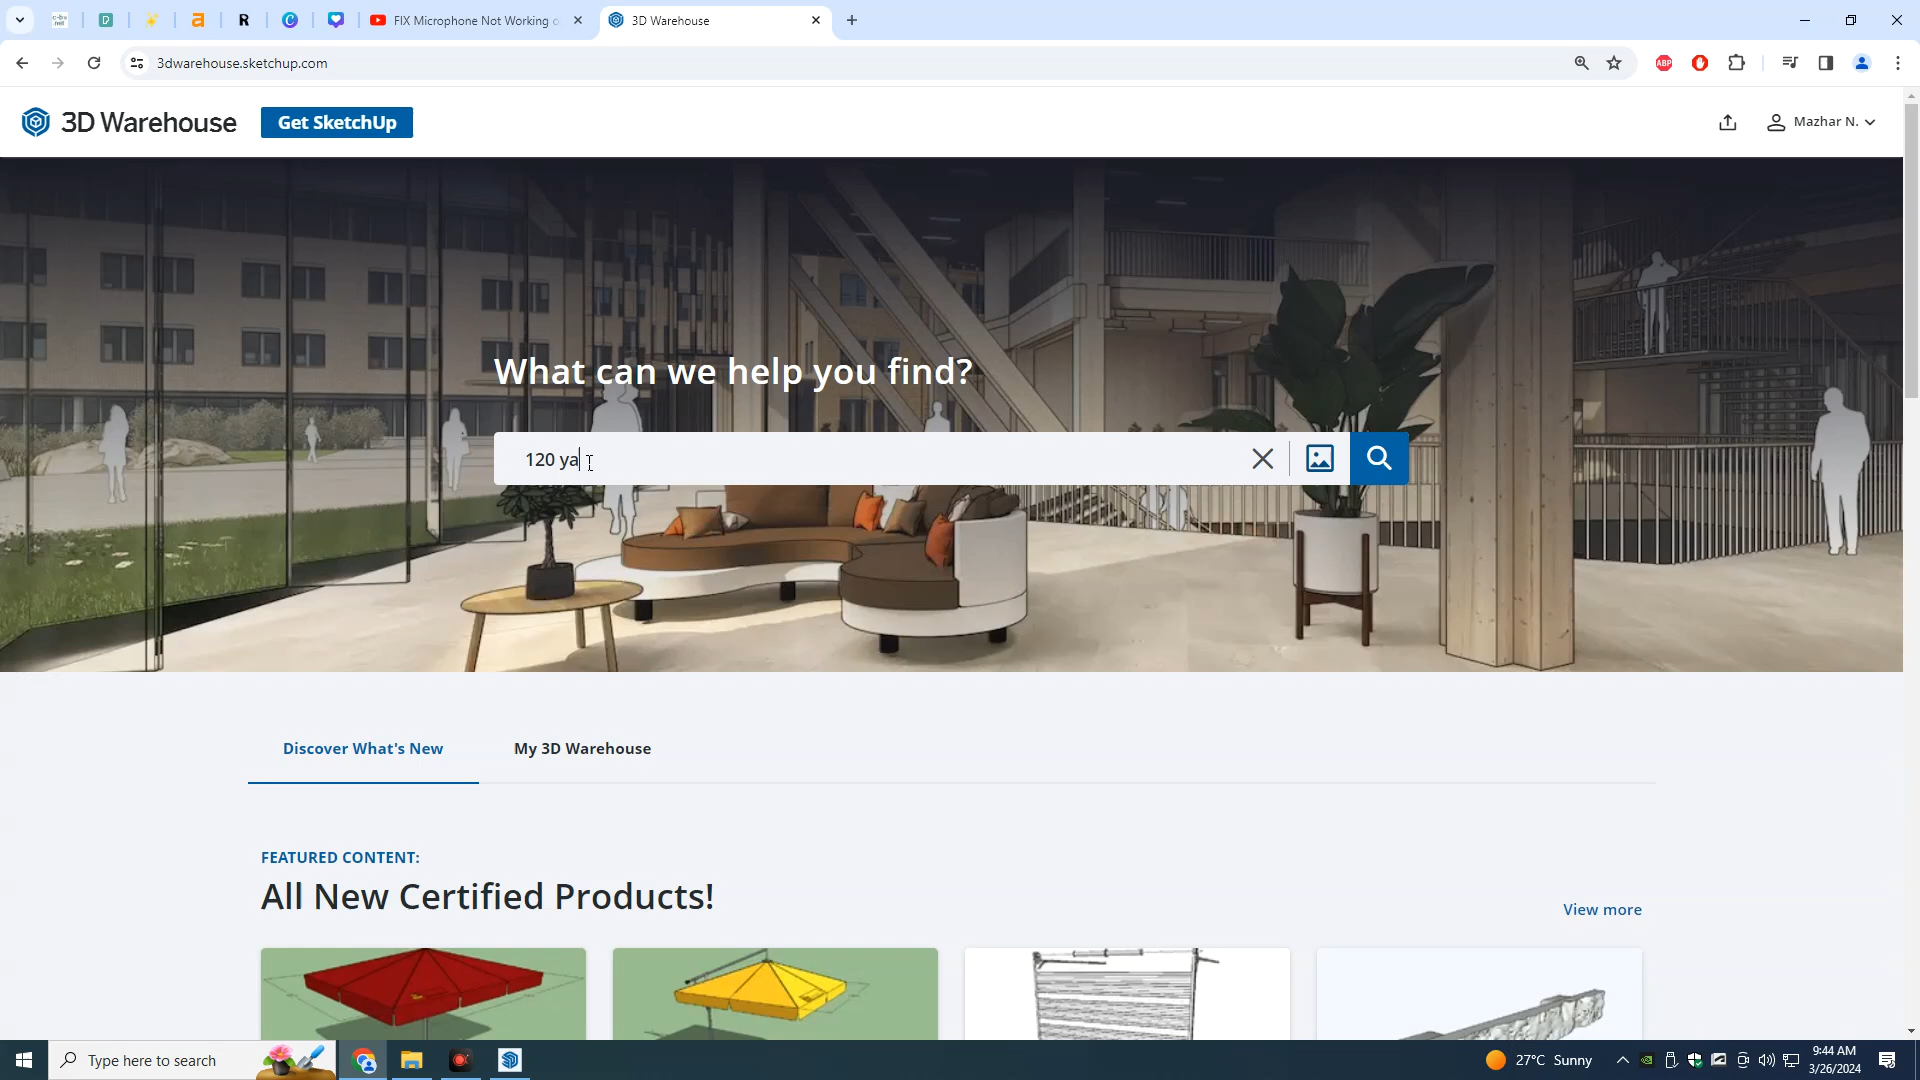 FIX Microphone Not Working o
3D Warehouse
3dwarehouse.sketchup.com
ABP
3D Warehouse
Get SketchUp
Mazhar N.
What can we help you find?
120 ya
Discover What's New
My 3D Warehouse
FEATURED CONTENT:
All New Certified Products!
View more
Type here to search
27°C Sunny
9:44 AM
3/26/2024